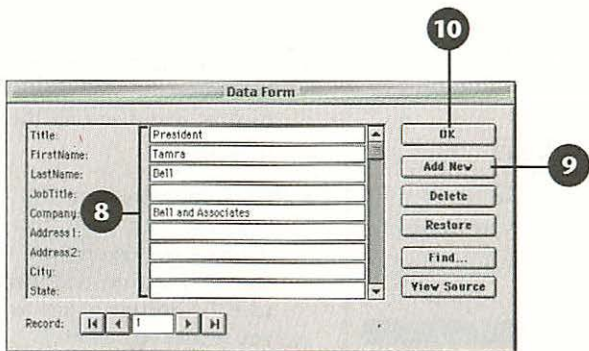 10
Data Form
Title: President OK
FirstName: Tamra
LastName: Bell Add New 9
JobTitle: Delete
Company: 8 Bell and Associates Restore
Address1:
Address2: Find...
City:
State: View Source
Record: 1